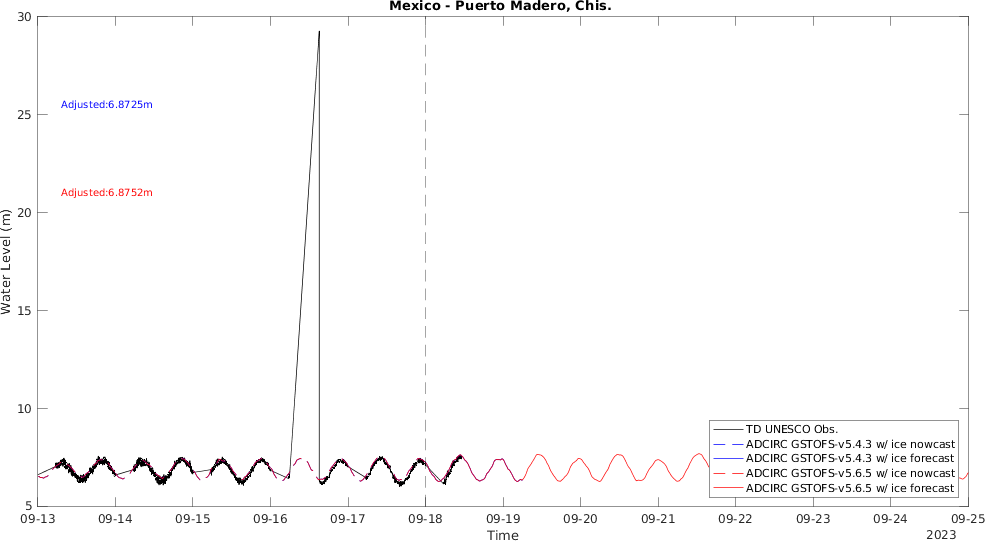 Mexico - Puerto Madero, Chis.
30
25
20
15
10
5
Water Level (m)
Adjusted:6.8725m
Adjusted:6.8752m
TD UNESCO Obs.
ADCIRC GSTOFS-v5.4.3 w/ ice nowcast
ADCIRC GSTOFS-v5.4.3 w/ ice forecast
ADCIRC GSTOFS-v5.6.5 w/ ice nowcast
ADCIRC GSTOFS-v5.6.5 w/ ice forecast
09-13 09-14 09-15 09-16 09-17 09-18 09-19 09-20 09-21 09-22 09-23 09-24 09-25
Time
2023